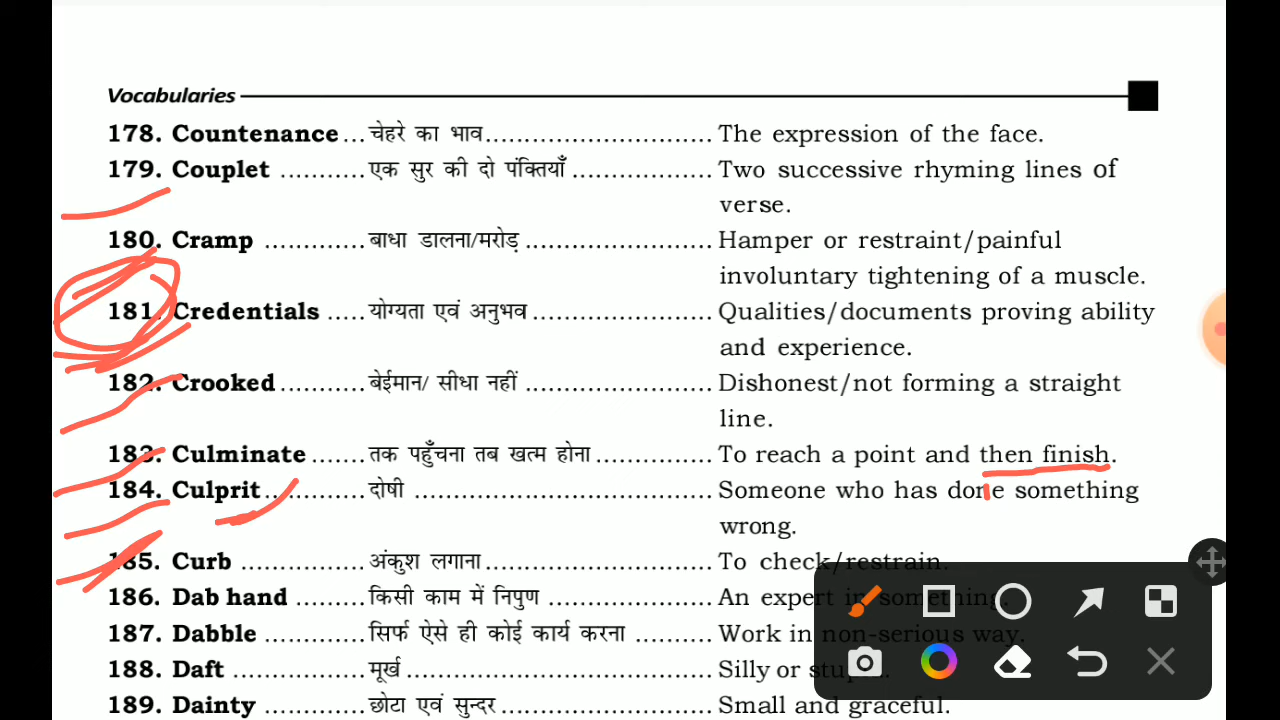 Vocabularies
178. Countenance ... चेहरे का भाव.............................. The expression of the face.
179. Couplet ...........एक सुर की दो पंक्तियाँ ................... Two successive rhyming lines of
verse.
180. Cramp .............बाधा डालना/मरोड़ ......................... Hamper or restraint/painful
involuntary tightening of a muscle.
181. Credentials .....योग्यता एवं अनुभव ........................ Qualities/documents proving ability
and experience.
182. Crooked...........बेईमान/ सीधा नहीं ......................... Dishonest/not forming a straight
line.
183. Culminate .......तक पहुँचना तब खत्म होना ............... To reach a point and then finish.
184. Culprit .............दोषी ........................................ Someone who has done something
wrong.
185. Curb ................अंकुश लगाना.............................. To check/restrain.
186. Dab hand .........किसी काम में निपुण ...................... An expert in something.
187. Dabble .............सिर्फ ऐसे ही कोई कार्य करना .......... Work in non-serious way.
188. Daft .................मूर्ख........................................ Silly or stupid.
189. Dainty .............छोटा एवं सुन्दर............................ Small and graceful.